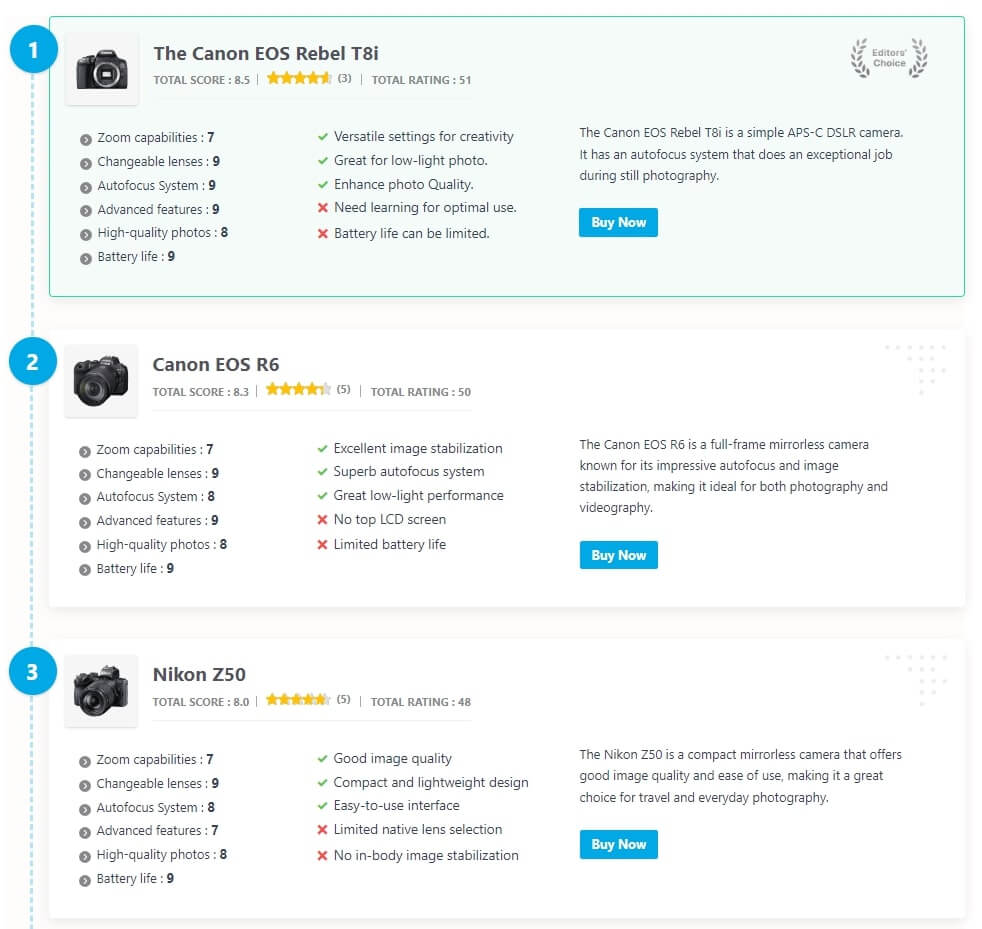 1
The Canon EOS Rebel T8i
TOTAL SCORE : 8.5 | (3) | TOTAL RATING : 51
Editors'
Choice
Zoom capabilities : 7
Changeable lenses : 9
Autofocus System : 9
Advanced features : 9
High-quality photos : 8
Battery life : 9
Versatile settings for creativity
Great for low-light photo.
Enhance photo Quality.
Need learning for optimal use.
Battery life can be limited.
The Canon EOS Rebel T8i is a simple APS-C DSLR camera.
It has an autofocus system that does an exceptional job
during still photography.
Buy Now
2
Canon EOS R6
TOTAL SCORE : 8.3 | (5) | TOTAL RATING : 50
Zoom capabilities : 7
Changeable lenses : 9
Autofocus System : 8
Advanced features : 9
High-quality photos : 8
Battery life : 9
Excellent image stabilization
Superb autofocus system
Great low-light performance
No top LCD screen
Limited battery life
The Canon EOS R6 is a full-frame mirrorless camera
known for its impressive autofocus and image
stabilization, making it ideal for both photography and
videography.
Buy Now
3
Nikon Z50
TOTAL SCORE : 8.0 | (5) | TOTAL RATING : 48
Zoom capabilities : 7
Changeable lenses : 9
Autofocus System : 8
Advanced features : 7
High-quality photos : 8
Battery life : 9
Good image quality
Compact and lightweight design
Easy-to-use interface
Limited native lens selection
No in-body image stabilization
The Nikon Z50 is a compact mirrorless camera that offers
good image quality and ease of use, making it a great
choice for travel and everyday photography.
Buy Now